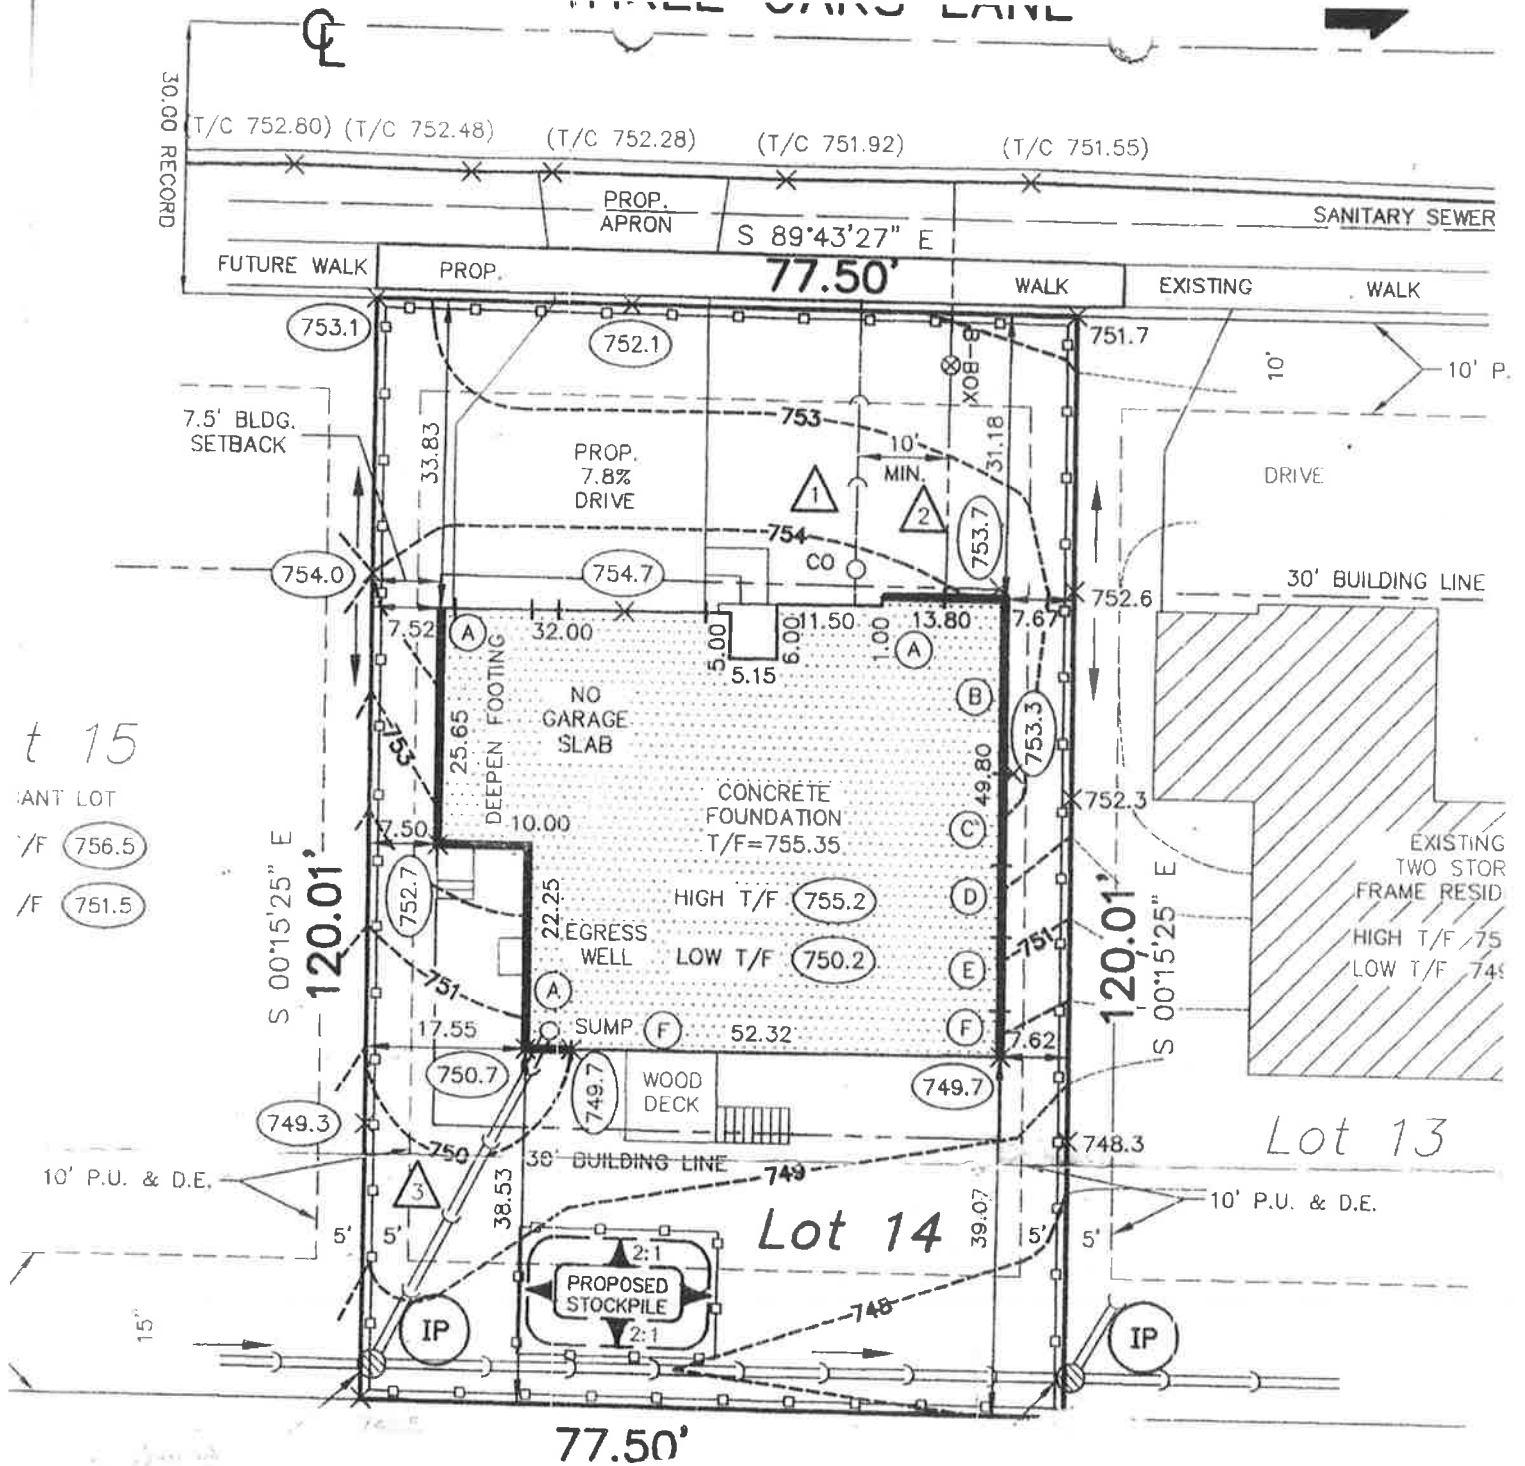 THREE OAKS LANE
CL
30.00 RECORD
(T/C 752.80) (T/C 752.48) (T/C 752.28) (T/C 751.92) (T/C 751.55)
PROP.
APRON
S 89°43'27" E
SANITARY SEWER
FUTURE WALK
PROP.
77.50'
WALK
EXISTING
WALK
753.1
752.1
751.7
B-BOX
10'
10' P.
7.5' BLDG.
SETBACK
33.83
753
31.18
PROP.
7.8%
DRIVE
10'
MIN.
1
2
DRIVE
754
753.7
CO
754.0
754.7
30' BUILDING LINE
752.6
7.52
A
32.00
5.00
5.15
6.00
11.50
1.00
13.80
A
7.67
25.65
DEEPEN FOOTING
NO
GARAGE
SLAB
B
753.3
49.80
753
t 15
ANT LOT
/F 756.5
/F 751.5
S 00°15'25" E
120.01'
7.50
10.00
CONCRETE
FOUNDATION
T/F=755.35
C
752.3
752.7
22.25
HIGH T/F 755.2
D
EGRESS
WELL
LOW T/F 750.2
E
751
120.01'
S 00°15'25" E
EXISTING
TWO STOR
FRAME RESID
HIGH T/F 75
LOW T/F 749
751
A
17.55
SUMP F
52.32
F
7.62
750.7
749.7
WOOD
DECK
749.7
749.3
748.3
Lot 13
750
30' BUILDING LINE
749
10' P.U. & D.E.
3
38.53
39.07
10' P.U. & D.E.
Lot 14
5'
5'
5'
5'
2:1
PROPOSED
STOCKPILE
2:1
748
15'
IP
IP
77.50'